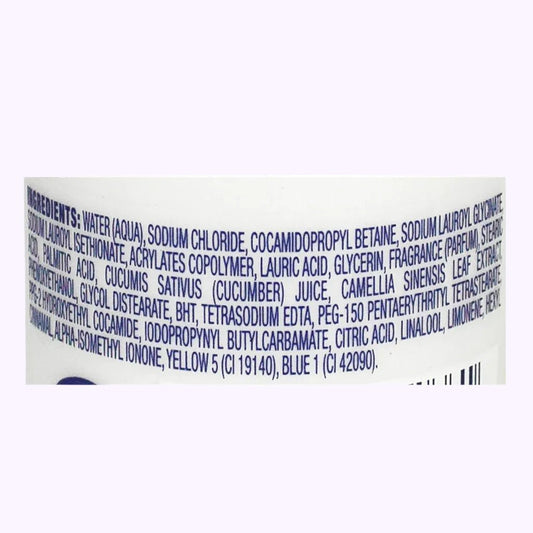 INGREDIENTS: WATER (AQUA), SODIUM CHLORIDE, COCAMIDOPROPYL BETAINE, SODIUM LAUROYL GLYCINATE,
SODIUM LAUROYL ISETHIONATE, ACRYLATES COPOLYMER, LAURIC ACID, GLYCERIN, FRAGRANCE (PARFUM), STEARIC
ACID, PALMITIC ACID, CUCUMIS SATIVUS (CUCUMBER) JUICE, CAMELLIA SINENSIS LEAF EXTRACT,
PHENOXYETHANOL, GLYCOL DISTEARATE, BHT, TETRASODIUM EDTA, PEG-150 PENTAERYTHRITYL TETRASTEARATE,
PPG-2 HYDROXYETHYL COCAMIDE, IODOPROPYNYL BUTYLCARBAMATE, CITRIC ACID, LINALOOL, LIMONENE, HEXYL
CINNAMAL, ALPHA-ISOMETHYL IONONE, YELLOW 5 (CI 19140), BLUE 1 (CI 42090).